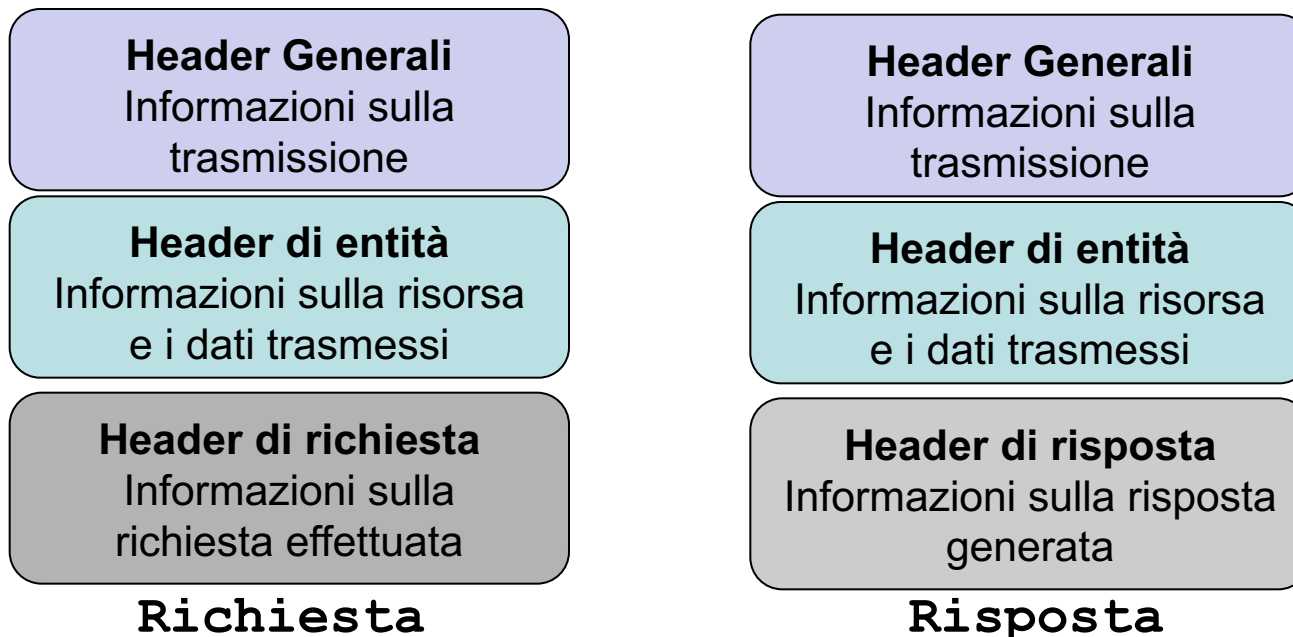 Header Generali
Informazioni sulla
trasmissione
Header di entità
Informazioni sulla risorsa
e i dati trasmessi
Header di richiesta
Informazioni sulla
richiesta effettuata
Richiesta
Header Generali
Informazioni sulla
trasmissione
Header di entità
Informazioni sulla risorsa
e i dati trasmessi
Header di risposta
Informazioni sulla risposta
generata
Risposta